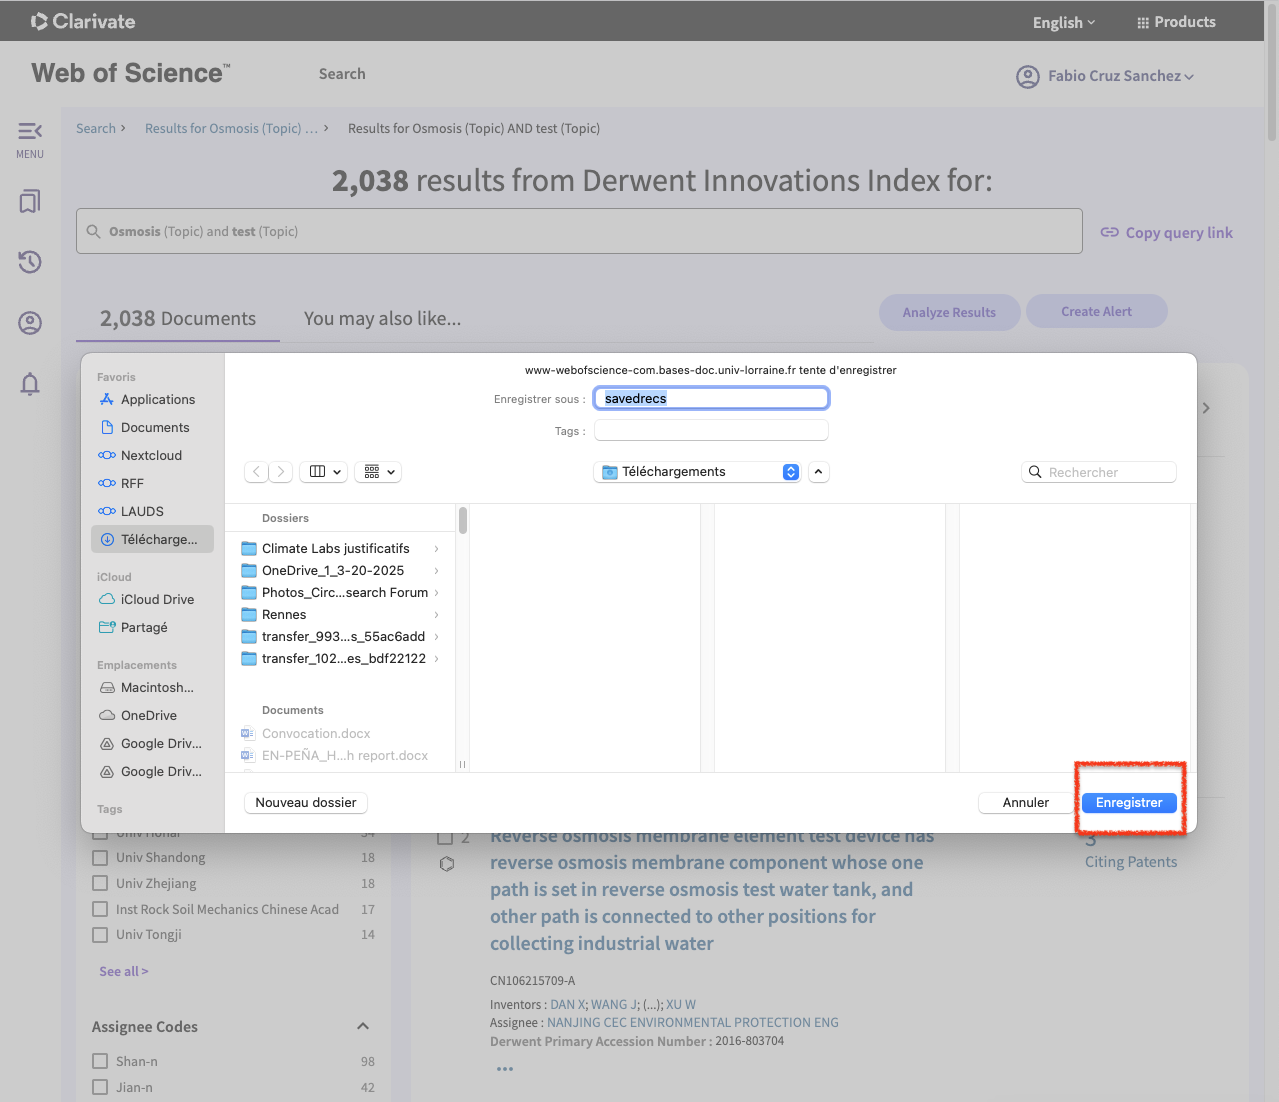 Clarivate
English
Products
Web of Science™
Search
Fabio Cruz Sanchez
MENU
Search > Results for Osmosis (Topic) ... > Results for Osmosis (Topic) AND test (Topic)
2,038 results from Derwent Innovations Index for:
Osmosis (Topic) and test (Topic)
Copy query link
2,038 Documents
You may also like...
Analyze Results
Create Alert
www-webofscience-com.bases-doc.univ-lorraine.fr tente d'enregistrer
Enregistrer sous : savedrecs
Tags :
Téléchargements
Rechercher
Favoris
Applications
Documents
Nextcloud
RFF
LAUDS
Télécharge...
iCloud
iCloud Drive
Partagé
Emplacements
Macintosh...
OneDrive
Google Driv...
Google Driv...
Tags
Dossiers
Climate Labs justificatifs
OneDrive_1_3-20-2025
Photos_Circ...search Forum
Rennes
transfer_993...s_55ac6add
transfer_102...es_bdf22122
Documents
Convocation.docx
EN-PEÑA_H...h report.docx
Nouveau dossier
Annuler
Enregistrer
Univ Shandong 18
Univ Zhejiang 18
Inst Rock Soil Mechanics Chinese Acad 17
Univ Tongji 14
See all >
Assignee Codes
Shan-n 98
Jian-n 42
2
Reverse osmosis membrane element test device has
reverse osmosis membrane component whose one
path is set in reverse osmosis test water tank, and
other path is connected to other positions for
collecting industrial water
3
Citing Patents
CN106215709-A
Inventors : DAN X; WANG J; (...); XU W
Assignee : NANJING CEC ENVIRONMENTAL PROTECTION ENG
Derwent Primary Accession Number : 2016-803704